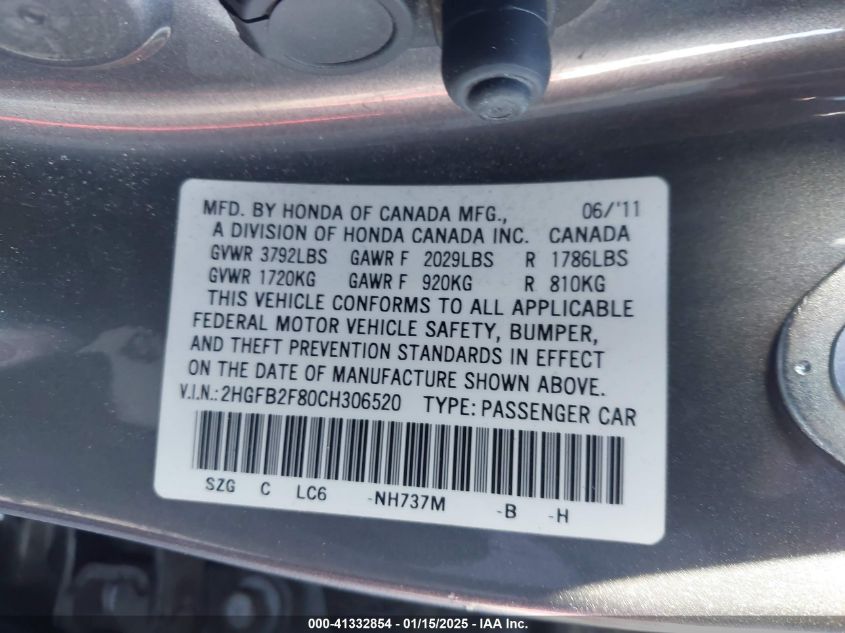 MFD. BY HONDA OF CANADA MFG., 06/'11
A DIVISION OF HONDA CANADA INC. CANADA
GVWR 3792LBS GAWR F 2029LBS R 1786LBS
GVWR 1720KG GAWR F 920KG R 810KG
THIS VEHICLE CONFORMS TO ALL APPLICABLE
FEDERAL MOTOR VEHICLE SAFETY, BUMPER,
AND THEFT PREVENTION STANDARDS IN EFFECT
ON THE DATE OF MANUFACTURE SHOWN ABOVE.
V.I.N.: 2HGFB2F80CH306520 TYPE: PASSENGER CAR
SZG C LC6 -NH737M -B -H
000-41332854 - 01/15/2025 - IAA Inc.